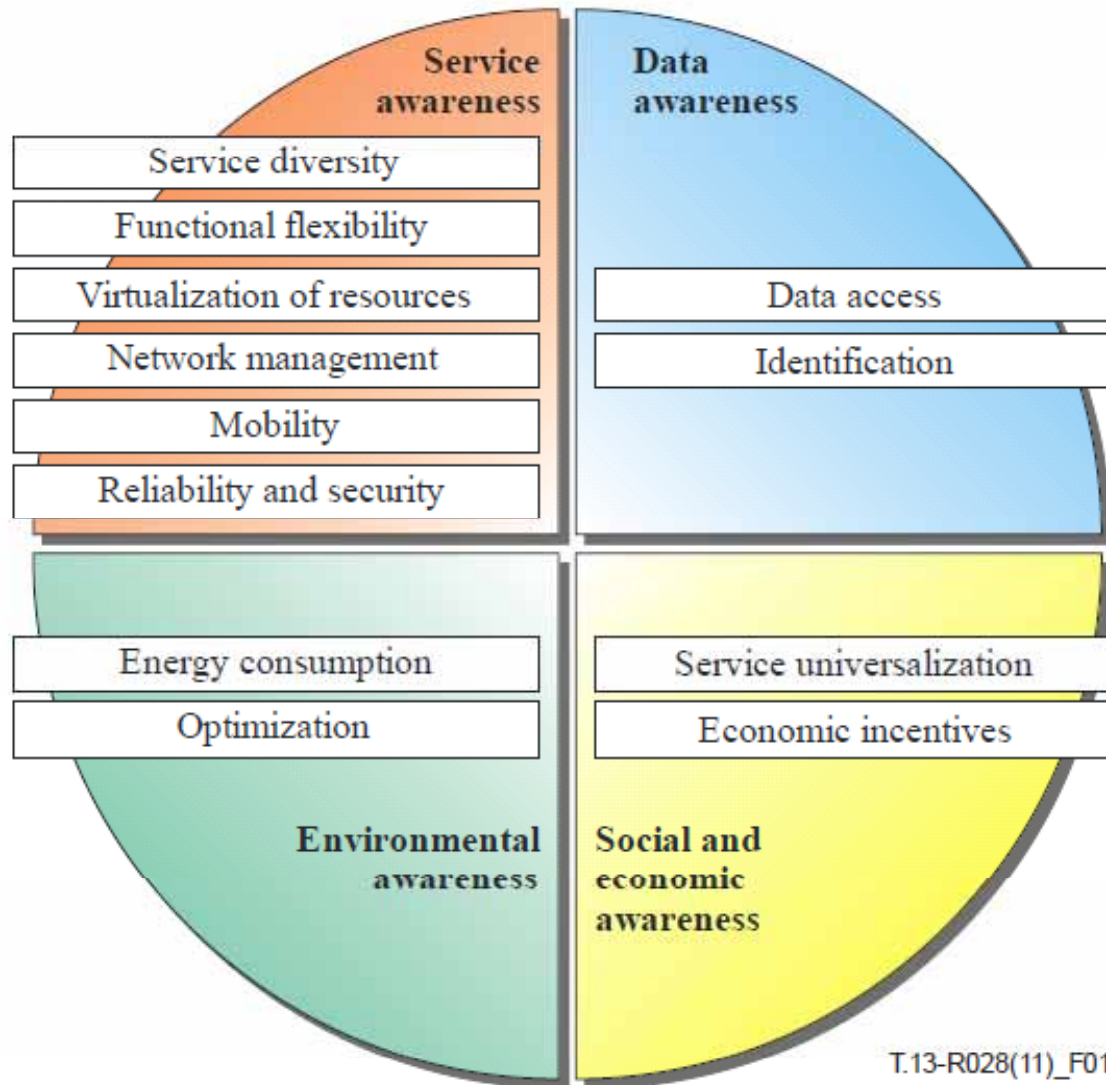 Service
awareness
Service diversity
Functional flexibility
Virtualization of resources
Network management
Mobility
Reliability and security
Data
awareness
Data access
Identification
Energy consumption
Optimization
Environmental
awareness
Service universalization
Economic incentives
Social and
economic
awareness
T.13-R028(11)_F01